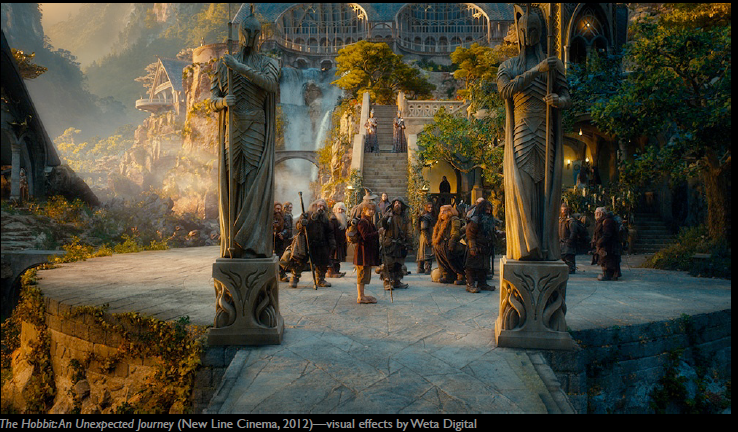 The Hobbit: An Unexpected Journey (New Line Cinema, 2012)—visual effects by Weta Digital